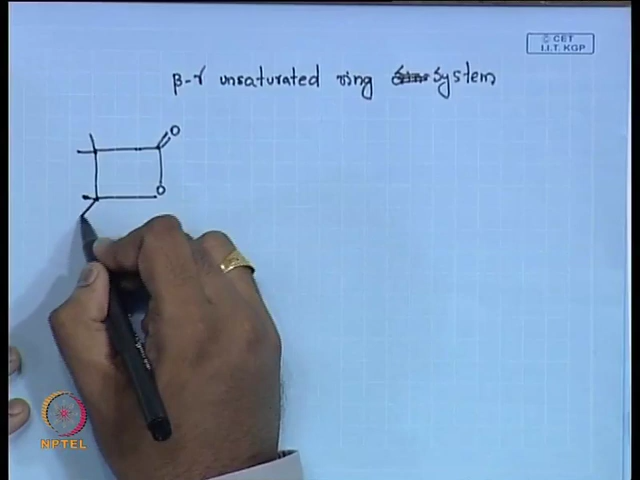 © CET
I.I.T. KGP
β-γ unsaturated ring system
O
O
NPTEL